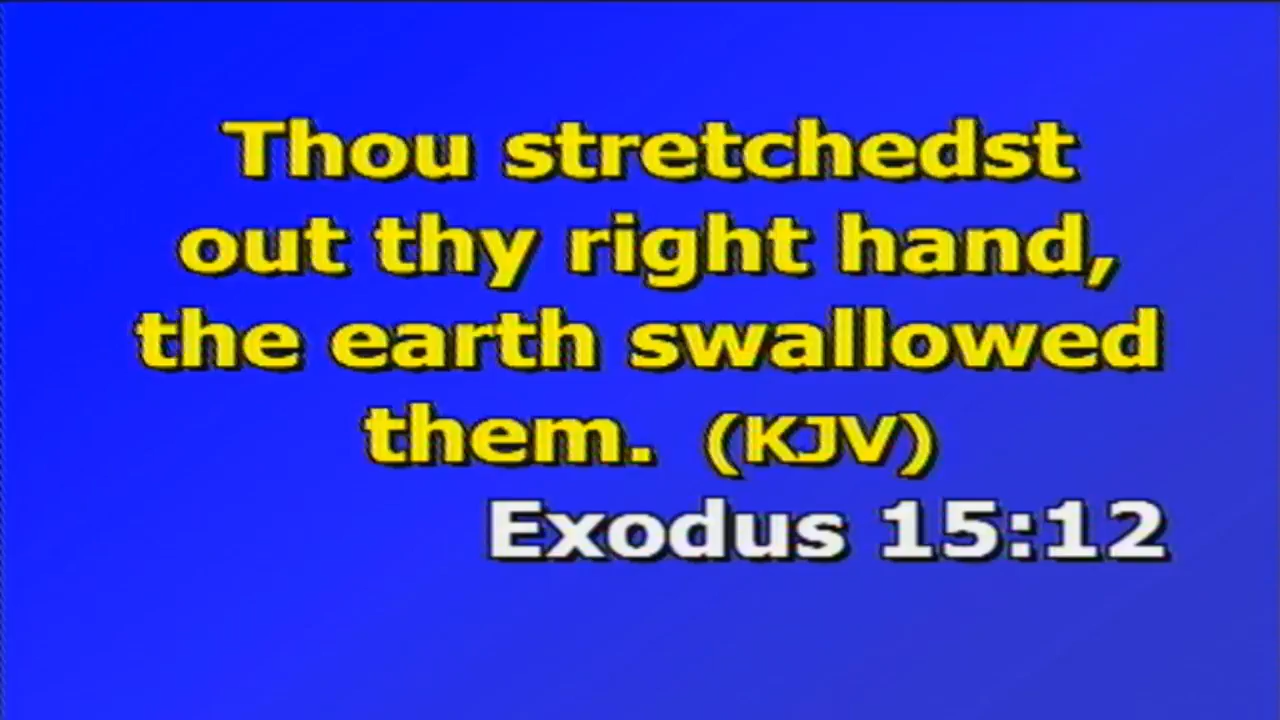 Thou stretchedst
out thy right hand,
the earth swallowed
them. (KJV)
Exodus 15:12